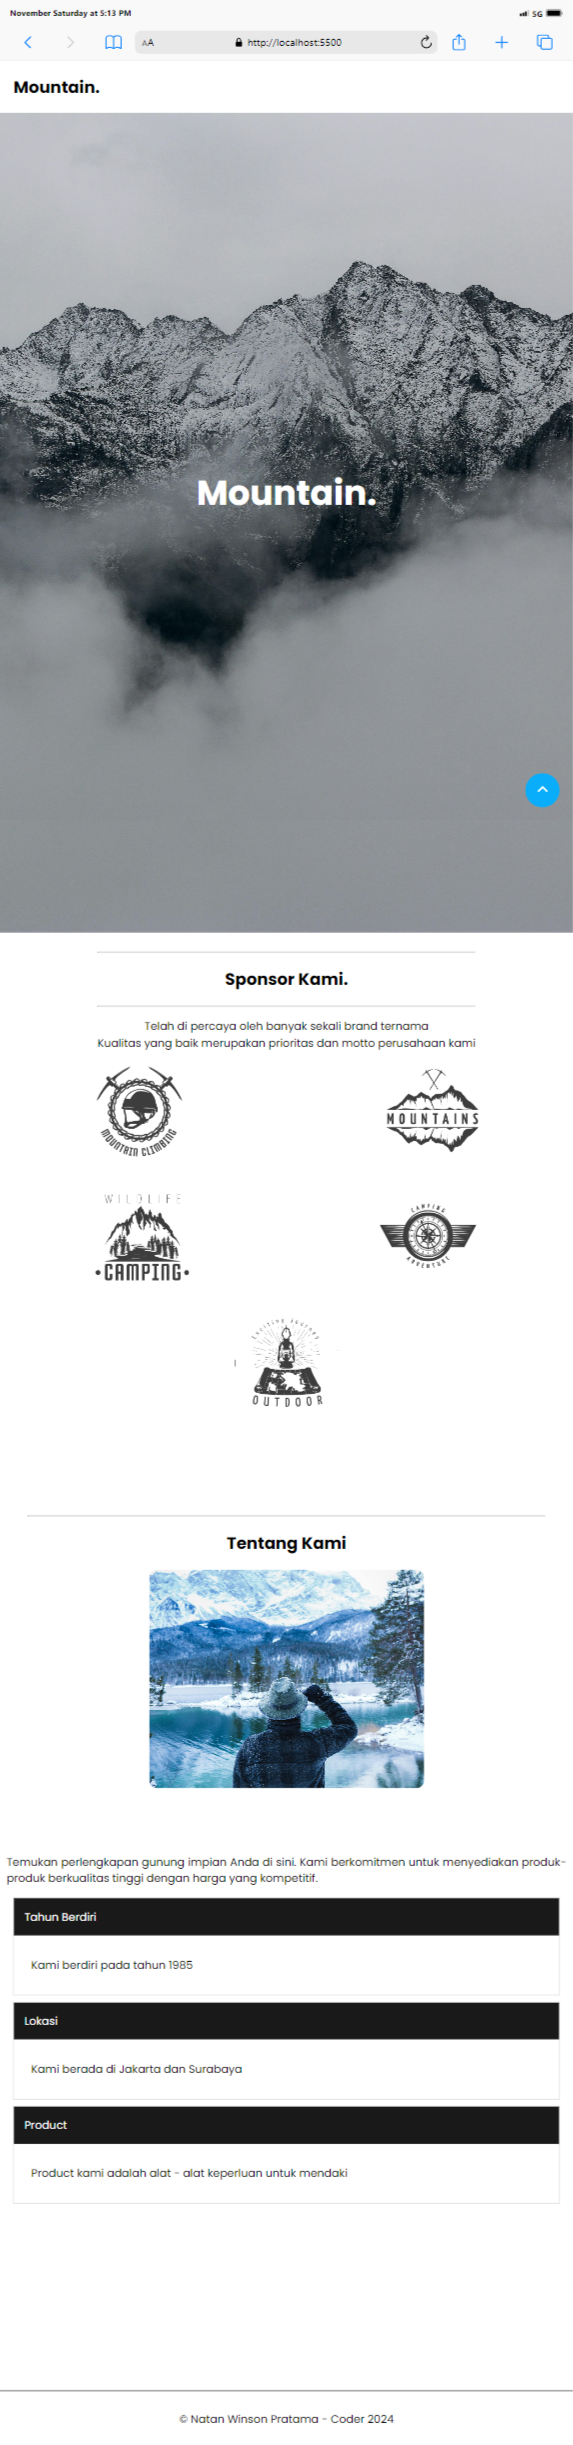 November Saturday at 5:13 PM
5G
AA
http://localhost:5500
Mountain.
Mountain.
Sponsor Kami.
Telah di percaya oleh banyak sekali brand ternama
Kualitas yang baik merupakan prioritas dan motto perusahaan kami
MOUNTAIN CLIMBING
MOUNTAINS
WILDLIFE
CAMPING
CAMPING
ADVENTURE
Exciting Journey
OUTDOOR
Tentang Kami
Temukan perlengkapan gunung impian Anda di sini. Kami berkomitmen untuk menyediakan produk-
produk berkualitas tinggi dengan harga yang kompetitif.
Tahun Berdiri
Kami berdiri pada tahun 1985
Lokasi
Kami berada di Jakarta dan Surabaya
Product
Product kami adalah alat - alat keperluan untuk mendaki
© Natan Winson Pratama - Coder 2024